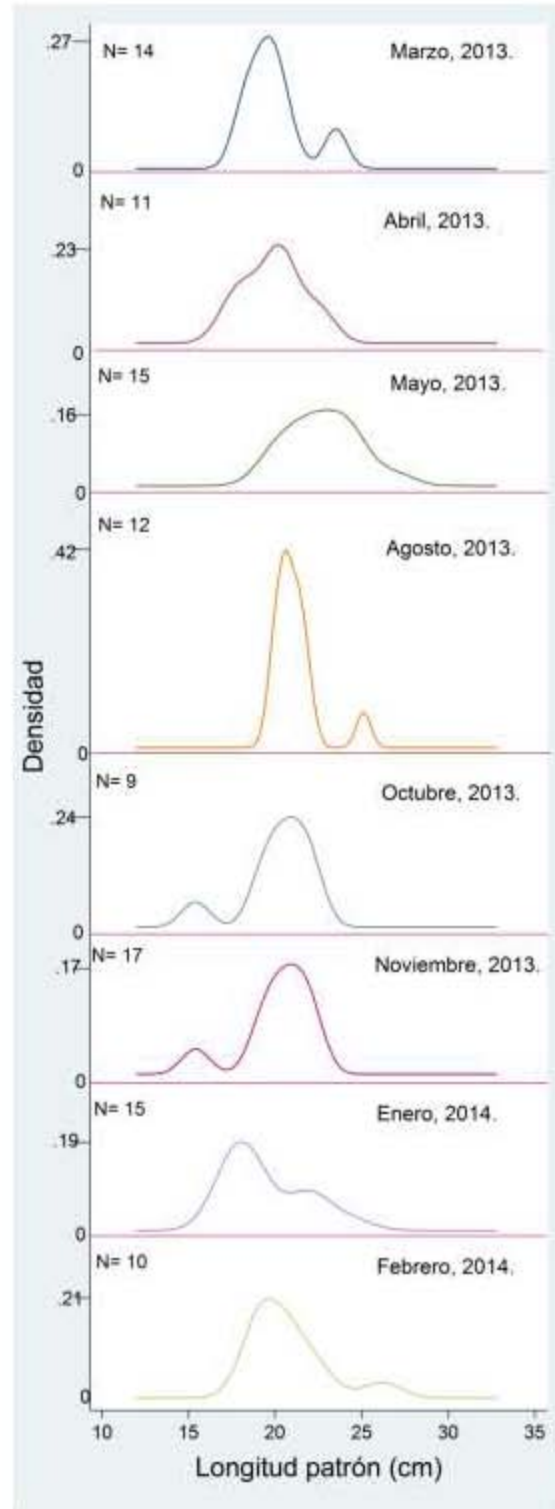 .27
N= 14
Marzo, 2013.
0
N= 11
Abril, 2013.
.23
0
N= 15
Mayo, 2013.
.16
0
N= 12
.42
Agosto, 2013.
0
N= 9
Octubre, 2013.
.24
0
N= 17
.17
Noviembre, 2013.
0
N= 15
Enero, 2014.
.19
0
N= 10
Febrero, 2014.
.21
0
Densidad
10 15 20 25 30 35
Longitud patrón (cm)